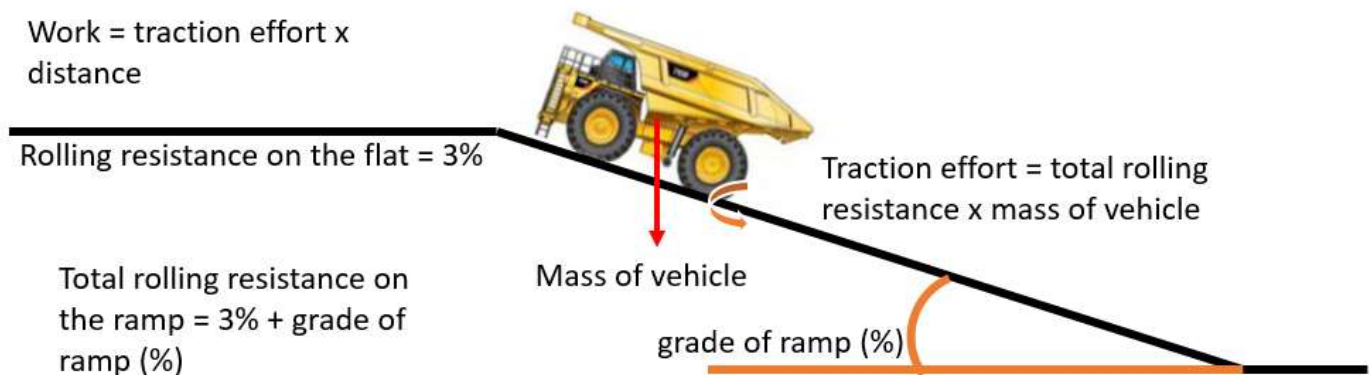 Work = traction effort x
distance
Rolling resistance on the flat = 3%
Traction effort = total rolling
resistance x mass of vehicle
Total rolling resistance on
the ramp = 3% + grade of
ramp (%)
Mass of vehicle
grade of ramp (%)